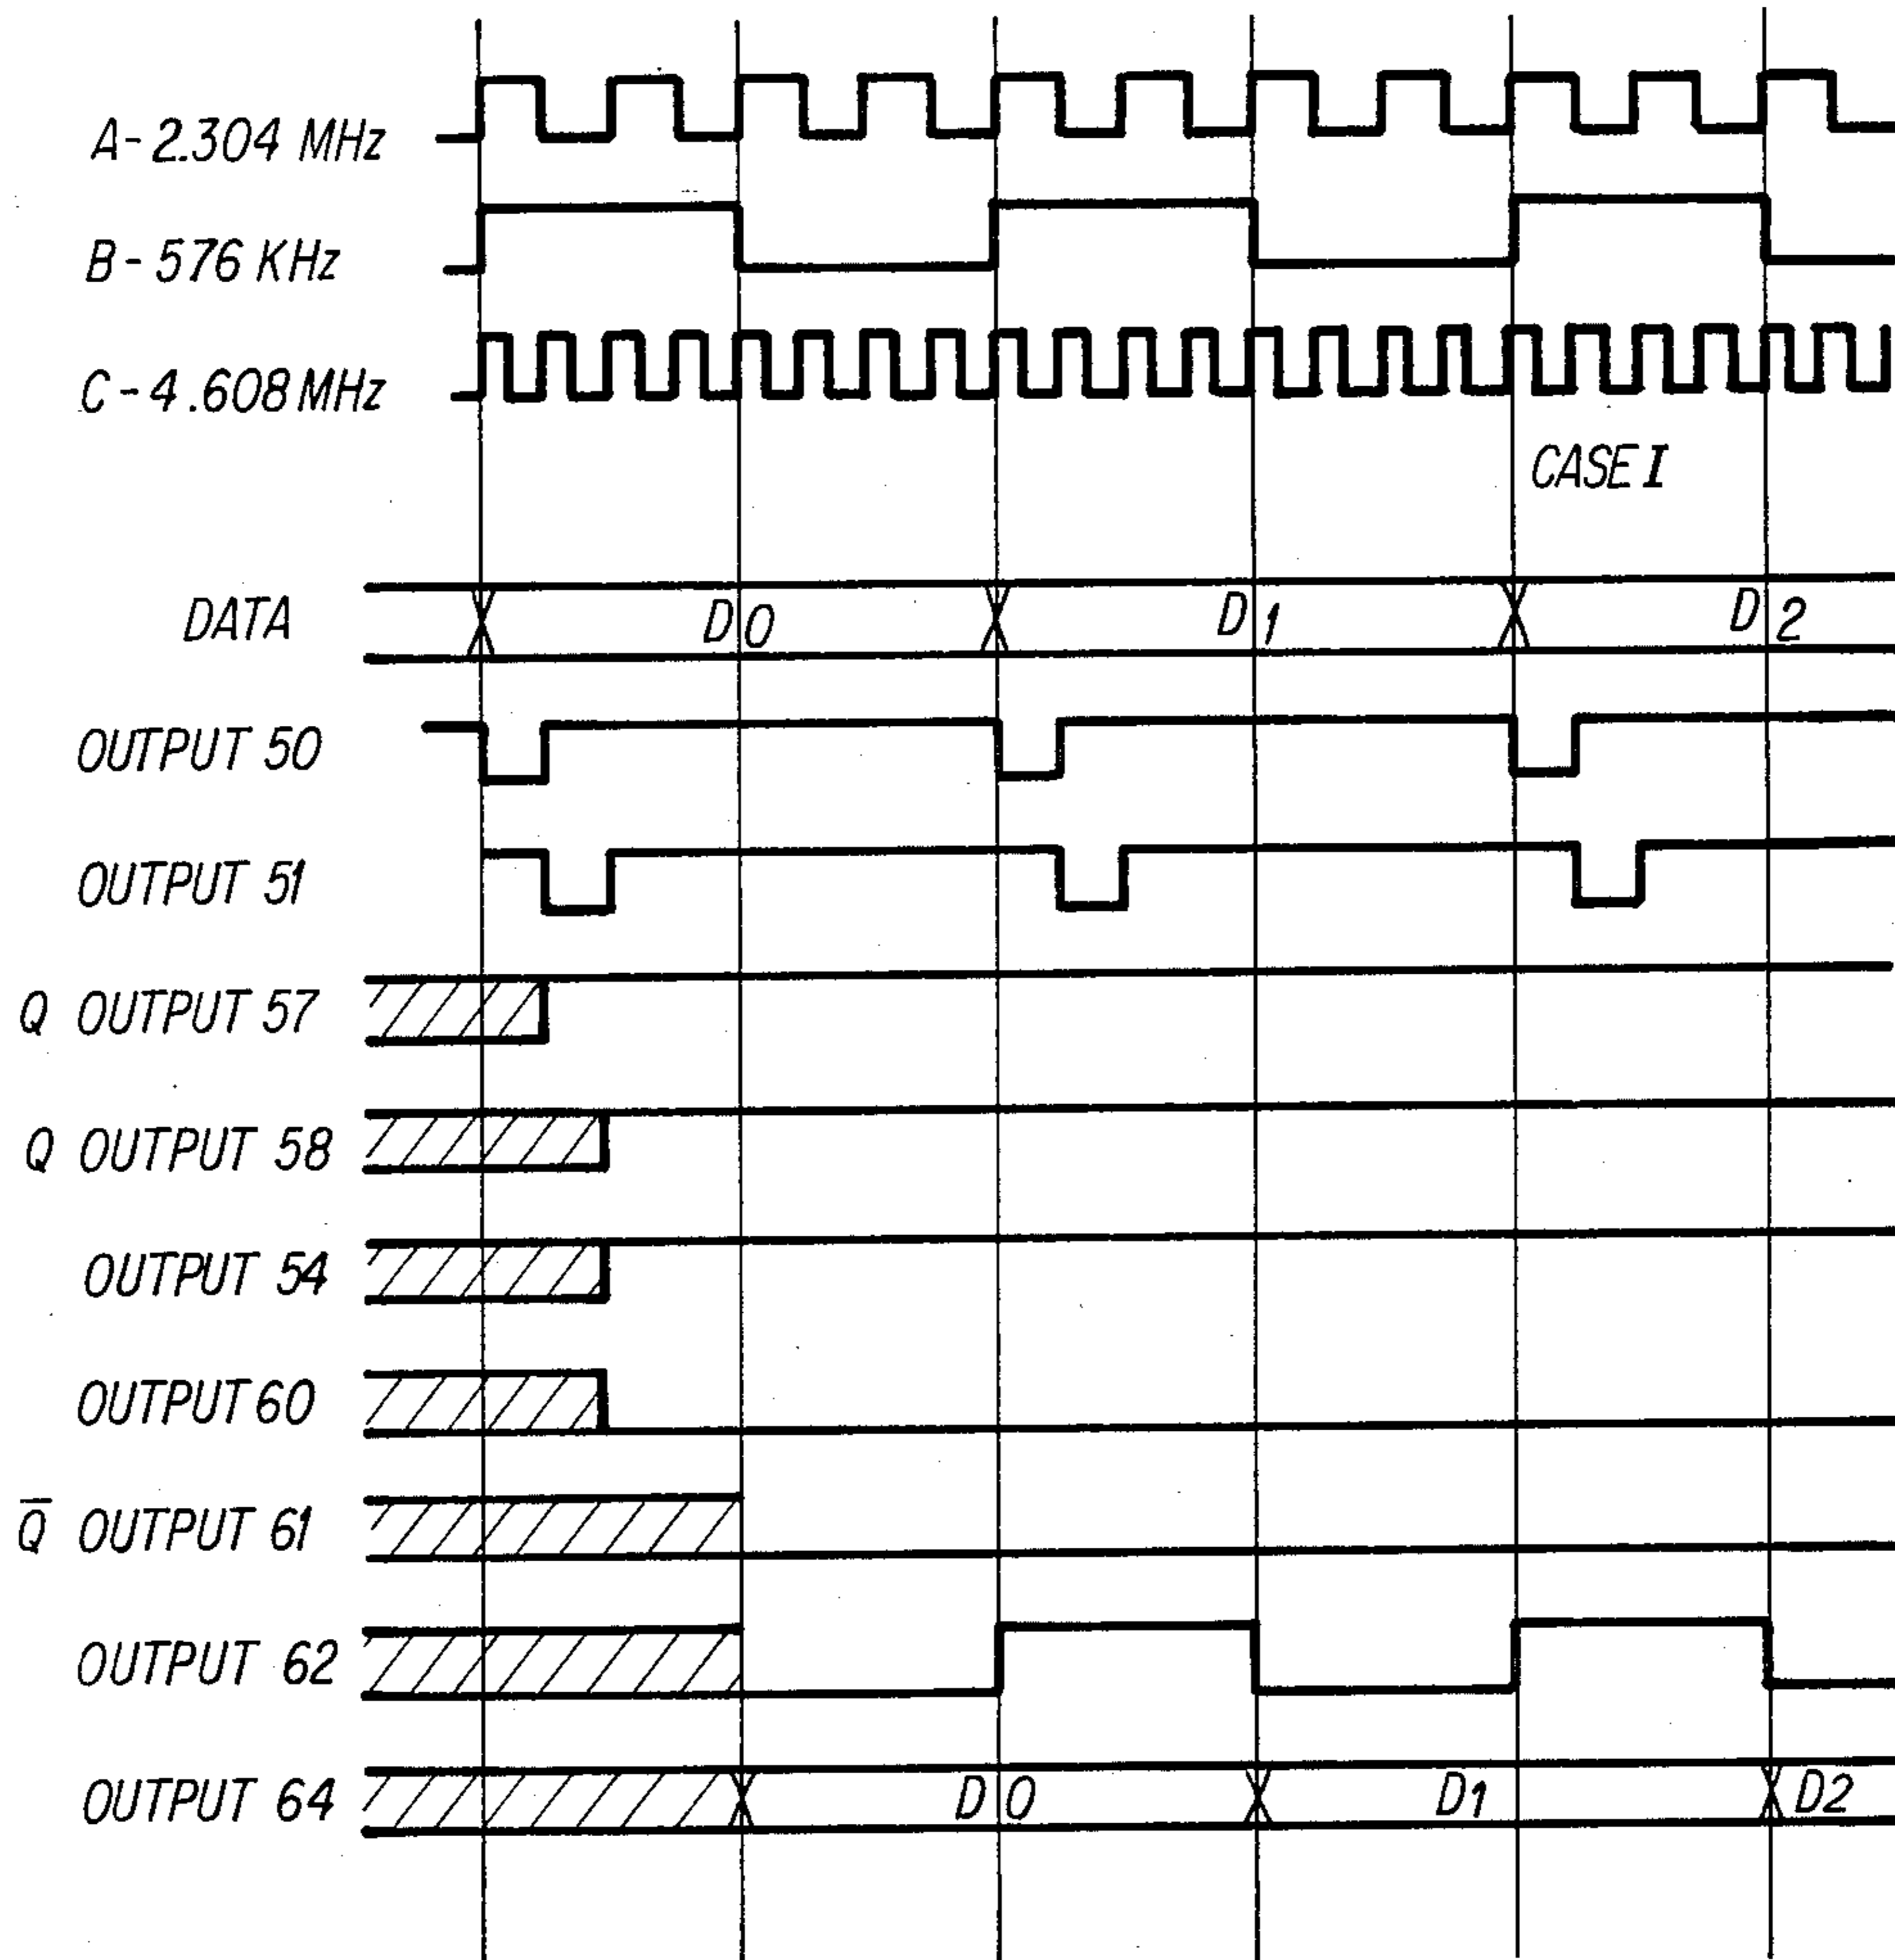 A-2.304 MHz
B-576 KHz
C-4.608 MHz
CASE I
DATA D0 D1 D2
OUTPUT 50
OUTPUT 51
Q OUTPUT 57
Q OUTPUT 58
OUTPUT 54
OUTPUT 60
Q̅ OUTPUT 61
OUTPUT 62
OUTPUT 64 D0 D1 D2